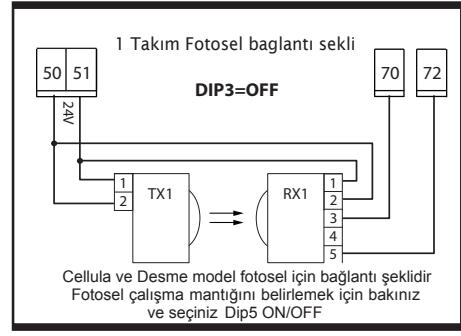 1 Takım Fotosel baglantı sekli
50 51
70 72
DIP3=OFF
24V
TX1
1
2
RX1
1
2
3
4
5
Cellula ve Desme model fotosel için bağlantı şeklidir
Fotosel çalışma mantığını belirlemek için bakınız
ve seçiniz Dip5 ON/OFF